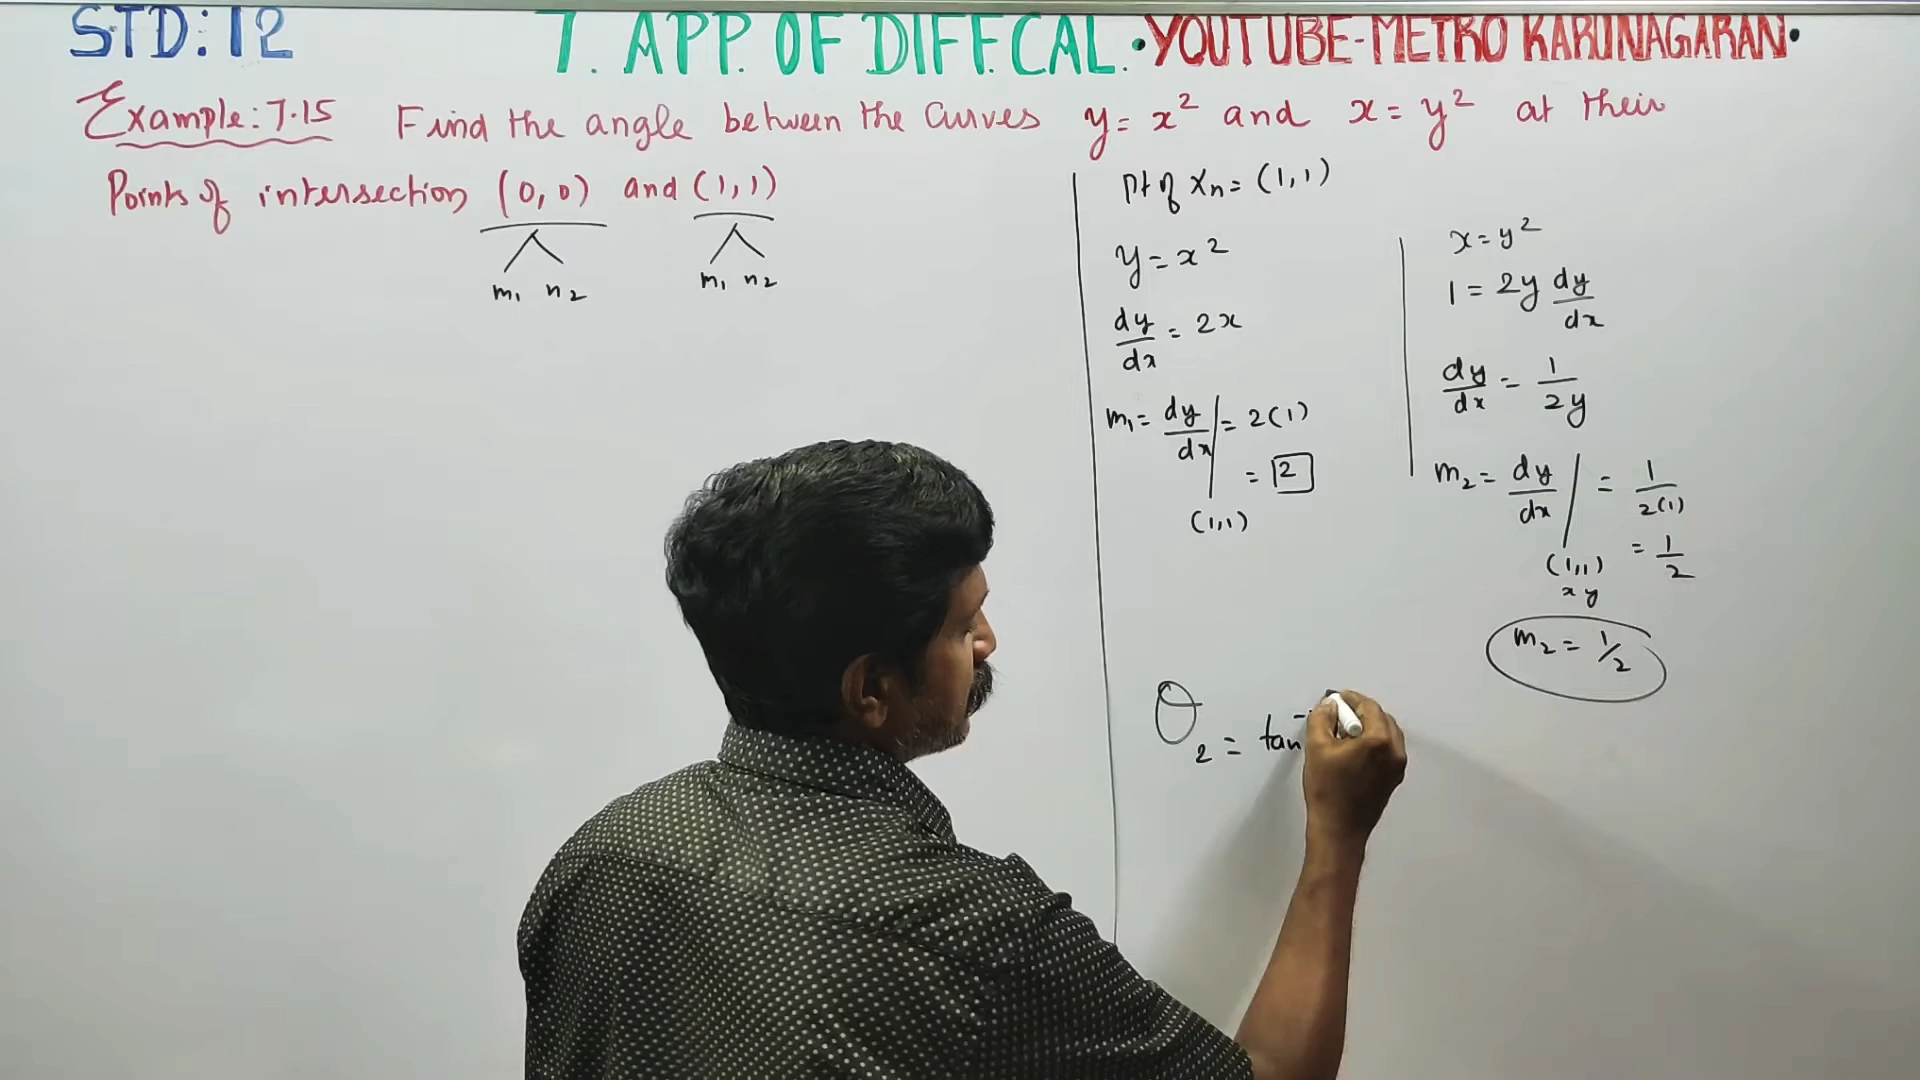 STD: 12 7. APP. OF DIFF.CAL. •YOUTUBE-METRO KARUNAGARAN•
Example: 7.15 Find the angle between the curves y = x² and x = y² at their
Points of intersection (0, 0) and (1, 1)
m₁ n₂
m₁ n₂
Pt of Xn = (1,1)
y = x²
dy/dx = 2x
m₁ = dy/dx | = 2(1)
= 2
(1,1)
x = y²
1 = 2y dy/dx
dy/dx = 1/2y
m₂ = dy/dx | = 1/2(1)
(1,1) = 1/2
x y
m₂ = 1/2
θ₂ = tan